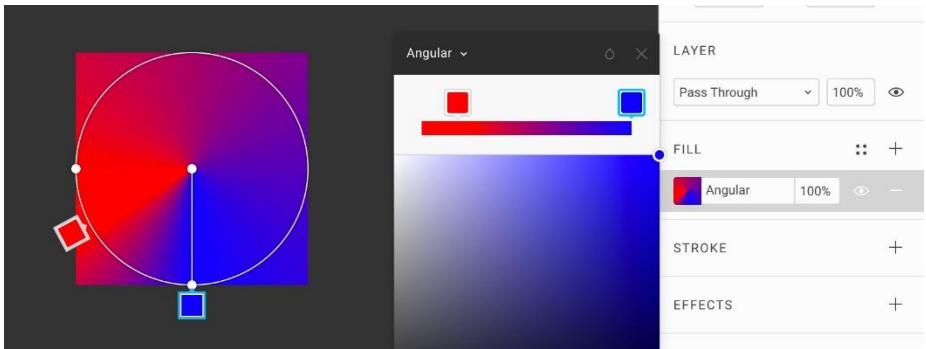 Angular
LAYER
Pass Through 100%
FILL
Angular 100%
STROKE
EFFECTS